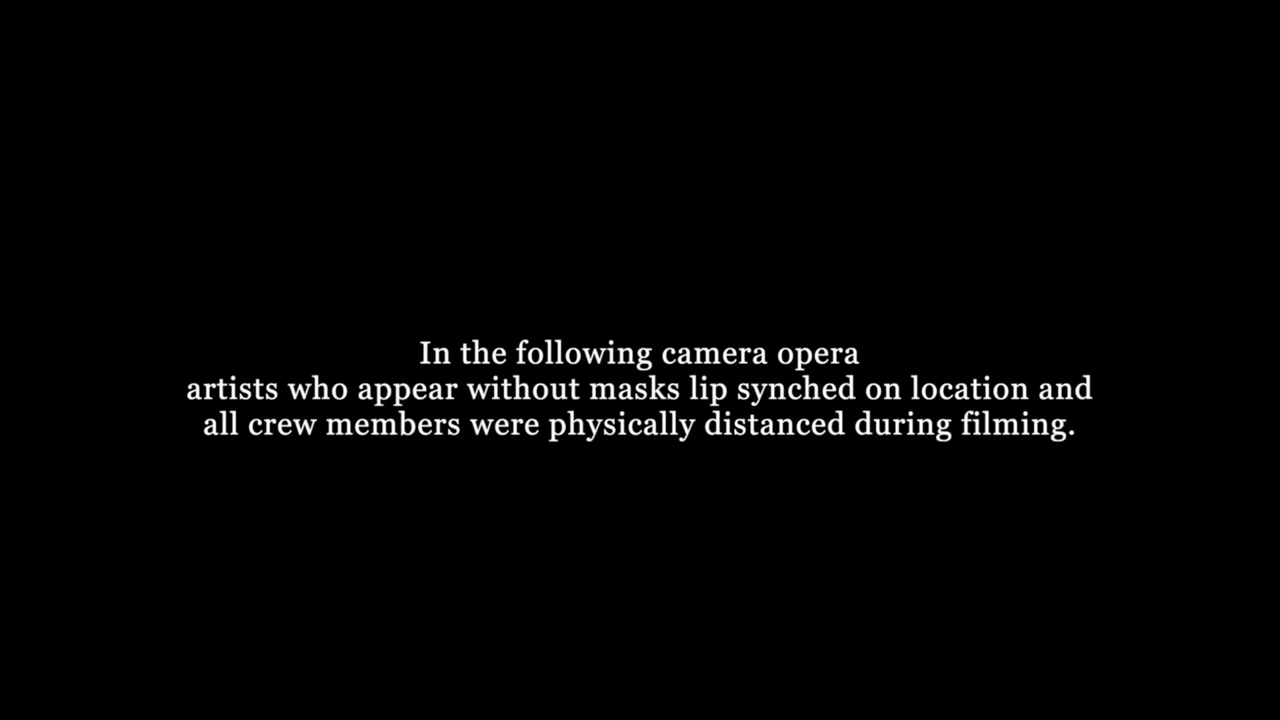 In the following camera opera
artists who appear without masks lip synched on location and
all crew members were physically distanced during filming.